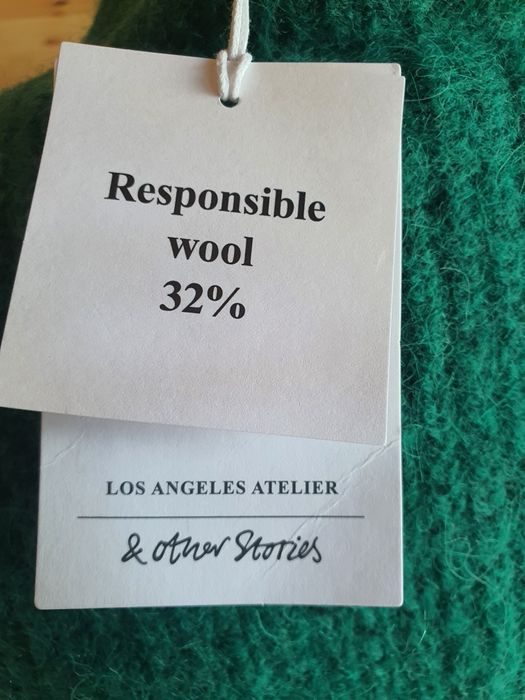 Responsible
wool
32%
LOS ANGELES ATELIER
& other Stories